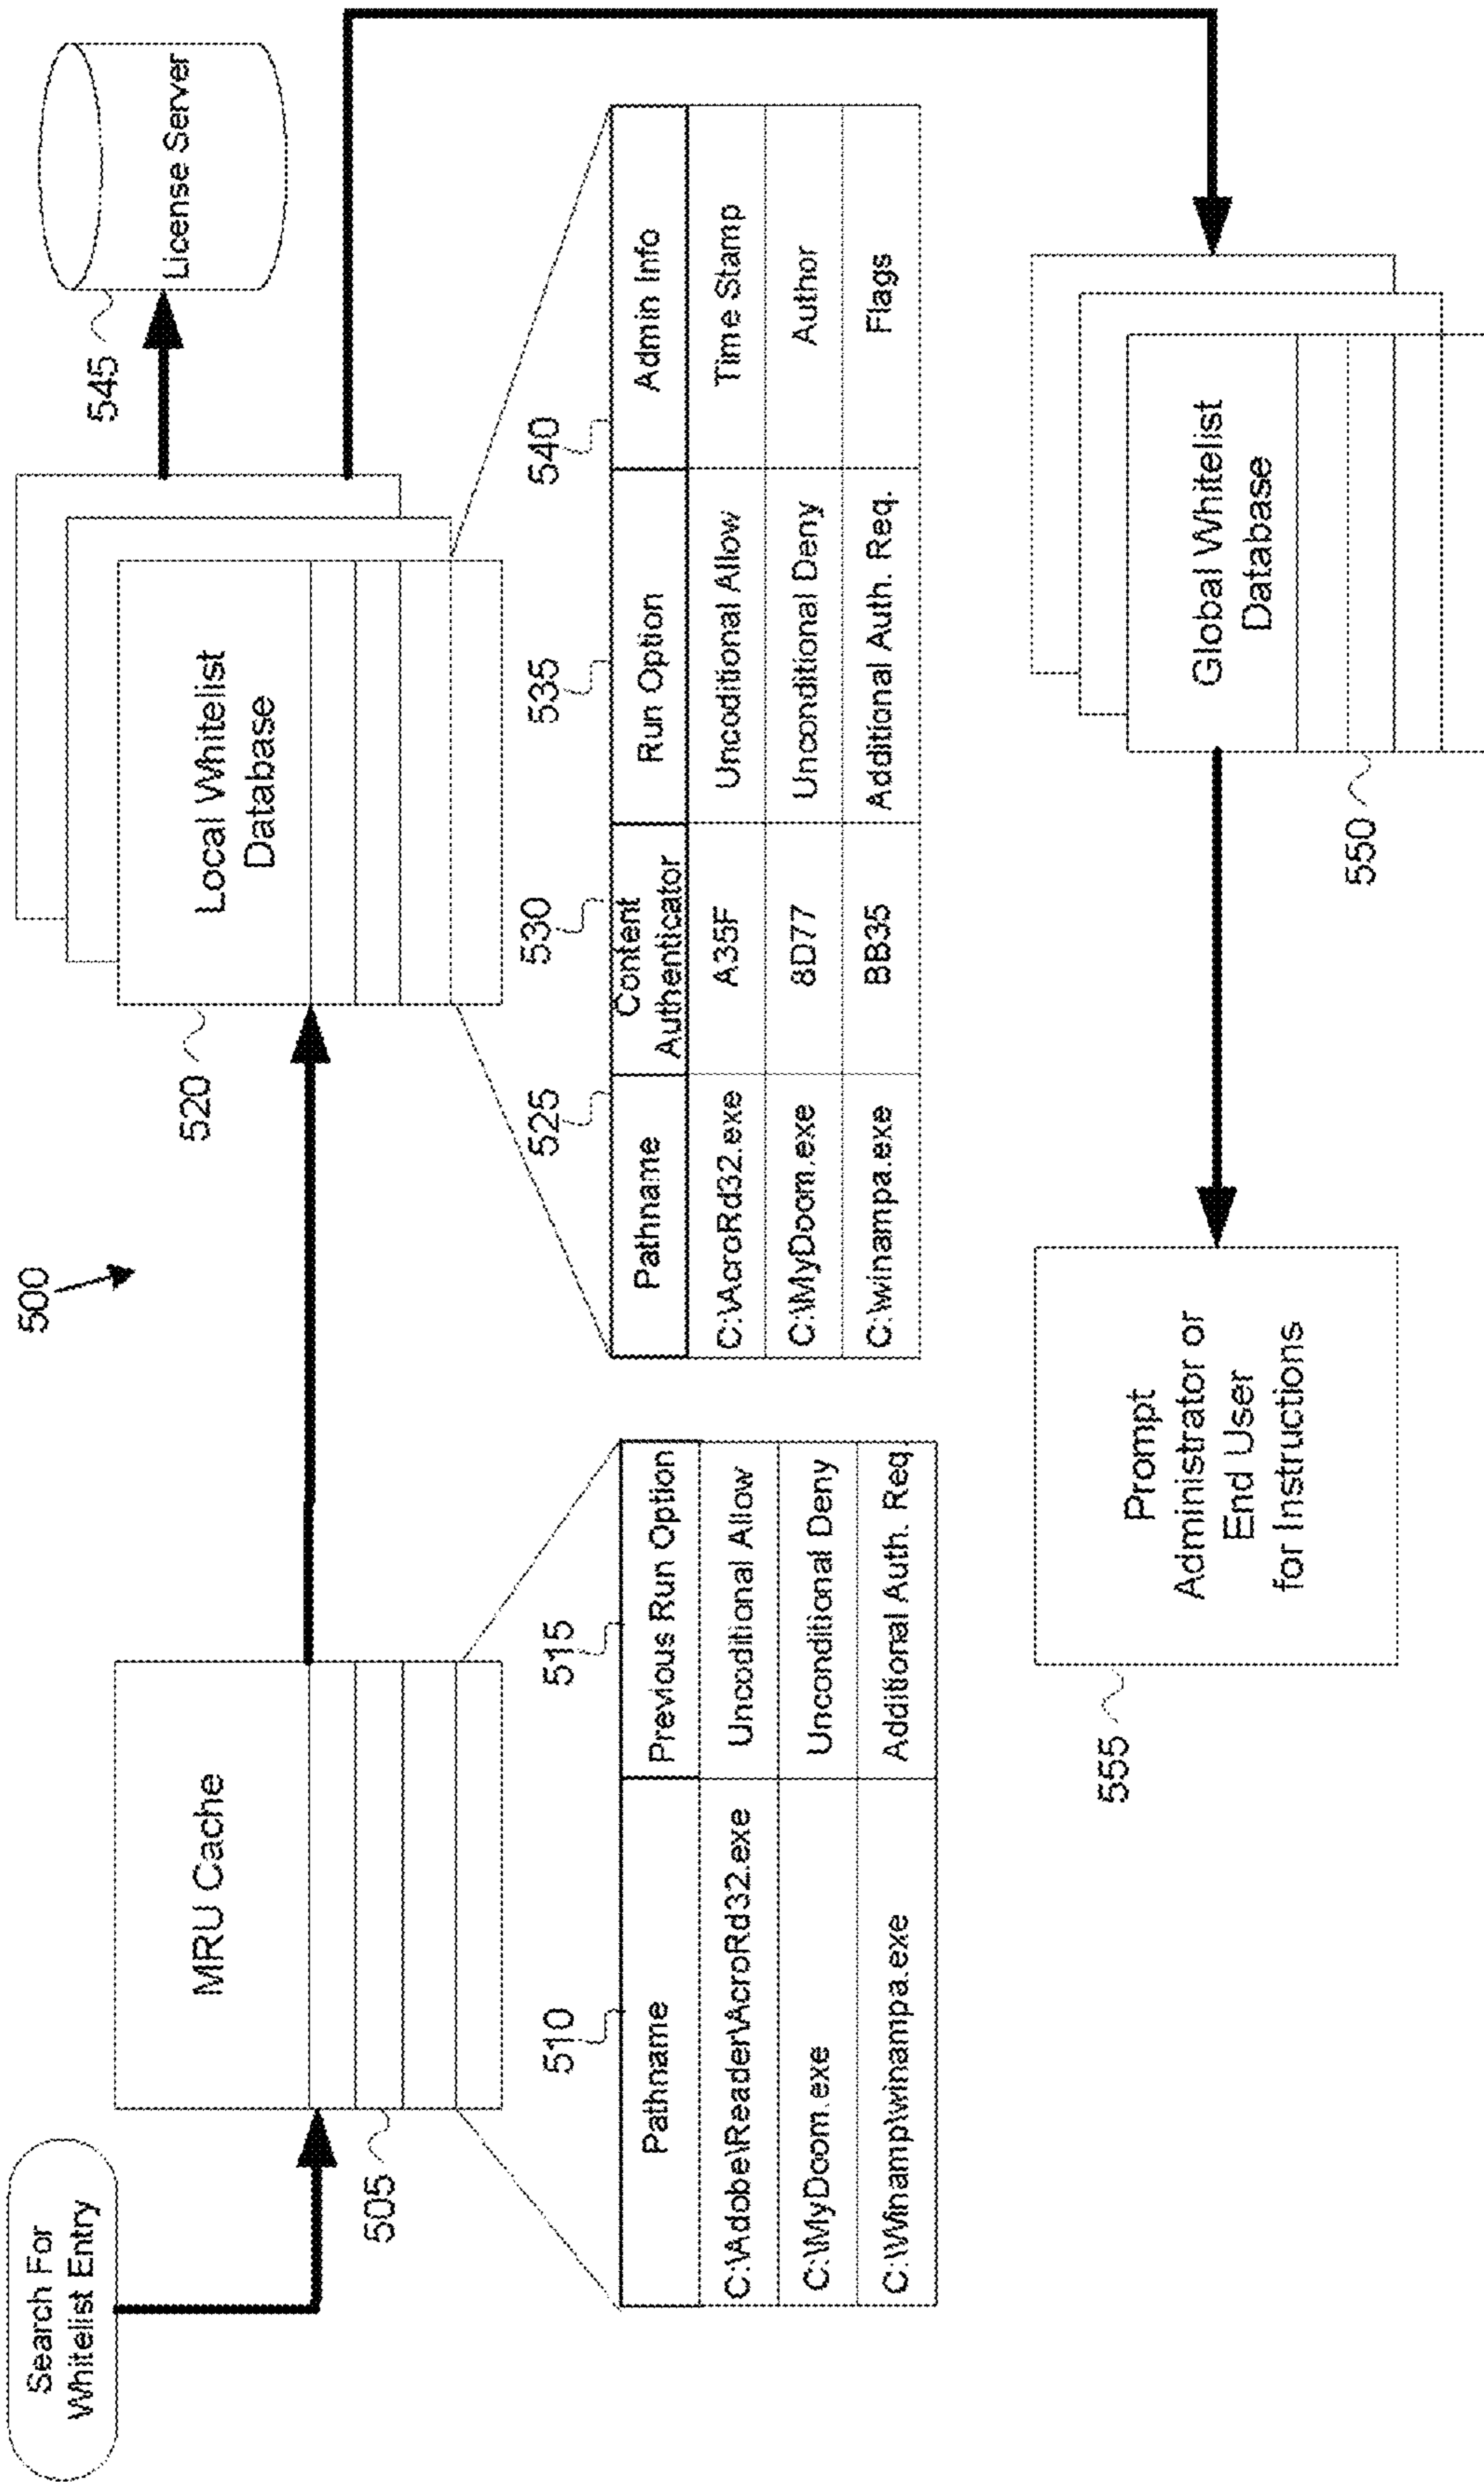 500
Search For
Whitelist Entry
MRU Cache
505
510
515
Pathname
Previous Run Option
C:\Adobe\Reader\AcroRd32.exe
Uncoditional Allow
C:\MyDoom.exe
Unconditional Deny
C:\Winamp\winampa.exe
Additional Auth. Req.
Local Whitelist
Database
520
License Server
545
525
530
535
540
Pathname
Content
Authenticator
Run Option
Admin Info
C:\AcroRd32.exe
A35F
Uncoditional Allow
Time Stamp
C:\MyDoom.exe
8D77
Unconditional Deny
Author
C:\winampa.exe
BB35
Additional Auth. Req.
Flags
Global Whitelist
Database
550
Prompt
Administrator or
End User
for Instructions
555